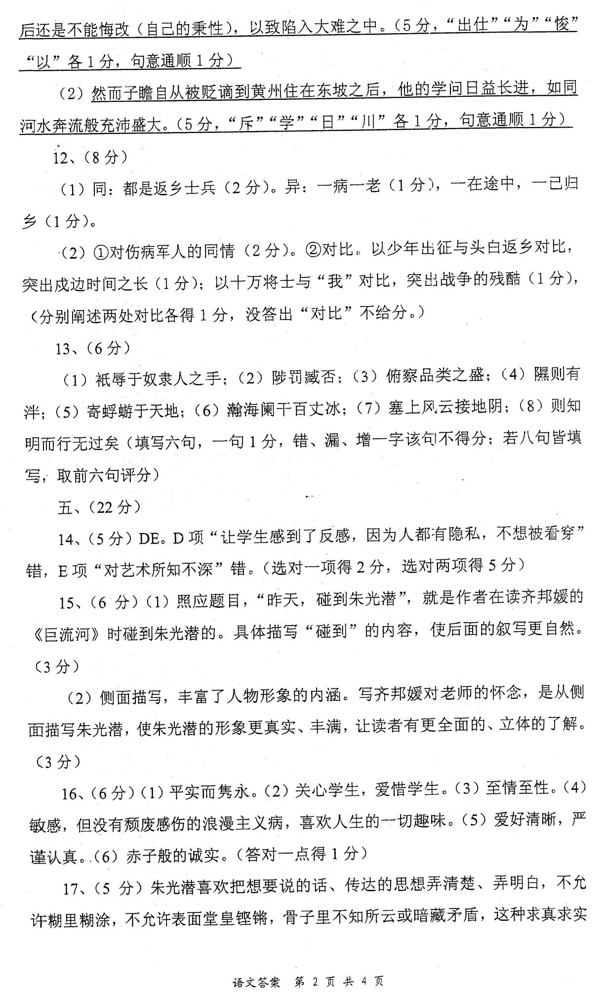 后还是不能悔改（自己的秉性），以致陷入大难之中。（5分，“出仕”“为”“悛”
“以”各1分，句意通顺1分）
（2）然而子瞻自从被贬谪到黄州住在东坡之后，他的学问日益长进，如同
河水奔流般充沛盛大。（5分，“斥”“学”“日”“川”各1分，句意通顺1分）
12、（8分）
（1）同：都是返乡士兵（2分）。异：一病一老（1分），一在途中，一已归
乡（1分）。
（2）①对伤病军人的同情（2分）。②对比。以少年出征与头白返乡对比，
突出戍边时间之长（1分）；以十万将士与“我”对比，突出战争的残酷（1分），
（分别阐述两处对比各得1分，没答出“对比”不给分。）
13、（6分）
（1）祇辱于奴隶人之手；（2）陟罚臧否；（3）俯察品类之盛；（4）隰则有
泮；（5）寄蜉蝣于天地；（6）瀚海阑干百丈冰；（7）塞上风云接地阴；（8）则知
明而行无过矣（填写六句，一句1分，错、漏、增一字该句不得分；若八句皆填
写，取前六句评分）
五、（22分）
14、（5分）DE。D项“让学生感到了反感，因为人都有隐私，不想被看穿”
错，E项“对艺术所知不深”错。（选对一项得2分，选对两项得5分）
15、（6 分）（1）照应题目，“昨天，碰到朱光潜”，就是作者在读齐邦媛的
《巨流河》时碰到朱光潜的。具体描写“碰到”的内容，使后面的叙写更自然。
（3分）
（2）侧面描写，丰富了人物形象的内涵。写齐邦媛对老师的怀念，是从侧
面描写朱光潜，使朱光潜的形象更真实、丰满，让读者有更全面的、立体的了解。
（3分）
16、（6分）（1）平实而隽永。（2）关心学生，爱惜学生。（3）至情至性。（4）
敏感，但没有颓废感伤的浪漫主义病，喜欢人生的一切趣味。（5）爱好清晰，严
谨认真。（6）赤子般的诚实。（答对一点得1分）
17、（5 分）朱光潜喜欢把想要说的话、传达的思想弄清楚、弄明白，不允
许糊里糊涂，不允许表面堂皇铿锵，骨子里不知所云或暗藏矛盾，这种求真求实
语文答案 第 2 页 共 4 页